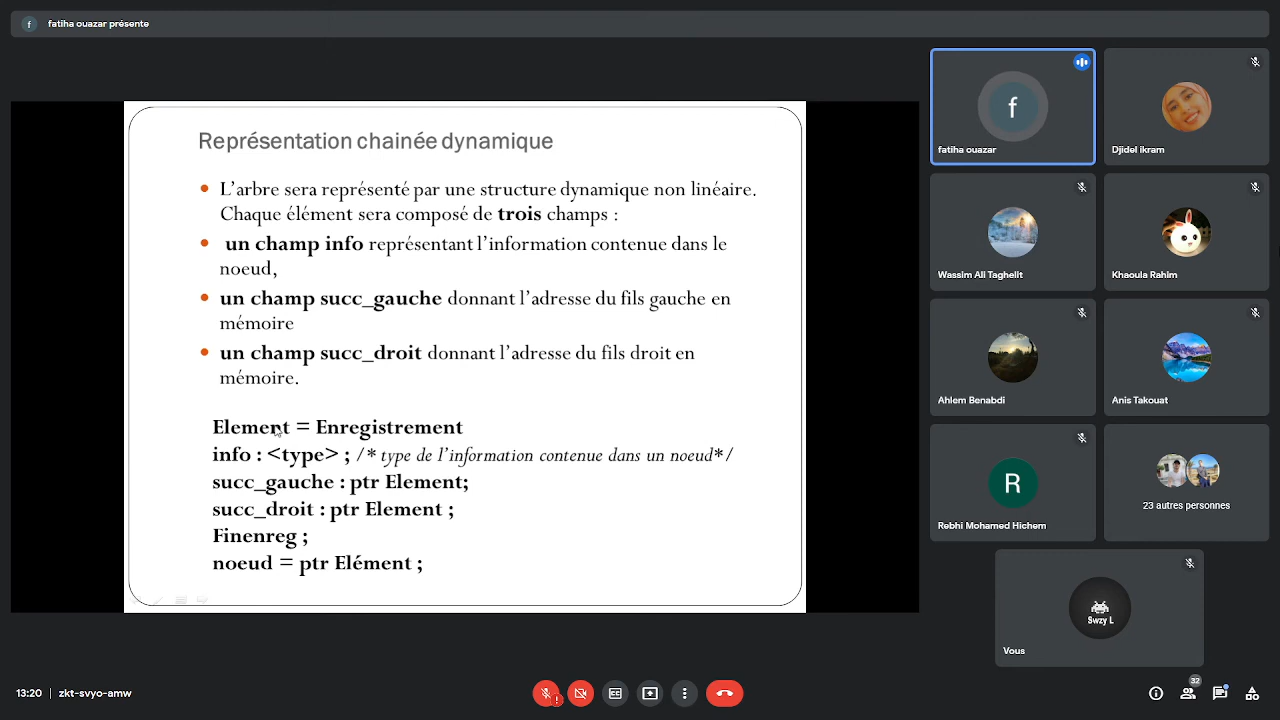 f fatiha ouazar présente
Représentation chainée dynamique
• L'arbre sera représenté par une structure dynamique non linéaire.
Chaque élément sera composé de trois champs :
• un champ info représentant l'information contenue dans le
noeud,
• un champ succ_gauche donnant l'adresse du fils gauche en
mémoire
• un champ succ_droit donnant l'adresse du fils droit en
mémoire.
Element = Enregistrement
info : <type> ; /* type de l'information contenue dans un noeud*/
succ_gauche : ptr Element;
succ_droit : ptr Element ;
Finenreg ;
noeud = ptr Elément ;
f
fatiha ouazar
Djidel ikram
Wassim Ali Taghelit
Khaoula Rahim
Ahlem Benabdi
Anis Takouat
R
Rebhi Mohamed Hichem
23 autres personnes
Swzy L
Vous
13:20 | zkt-svyo-amw
32